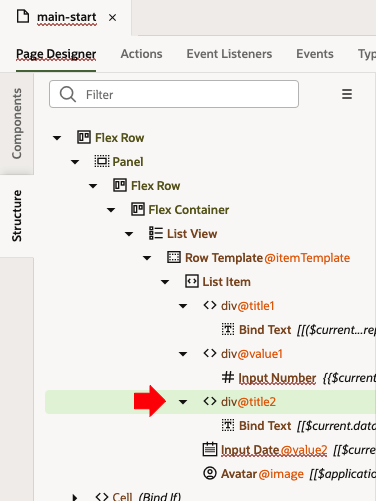 main-start ×
Page Designer Actions Event Listeners Events Typ
Components
Structure
Filter
Flex Row
Panel
Flex Row
Flex Container
List View
Row Template@itemTemplate
List Item
div@title1
Bind Text [[($current...rep
div@value1
Input Number {{$current
div@title2
Bind Text [[$current.data
Input Date@value2 [[$curre
Avatar@image [[$applicatio
Cell (Bind If)